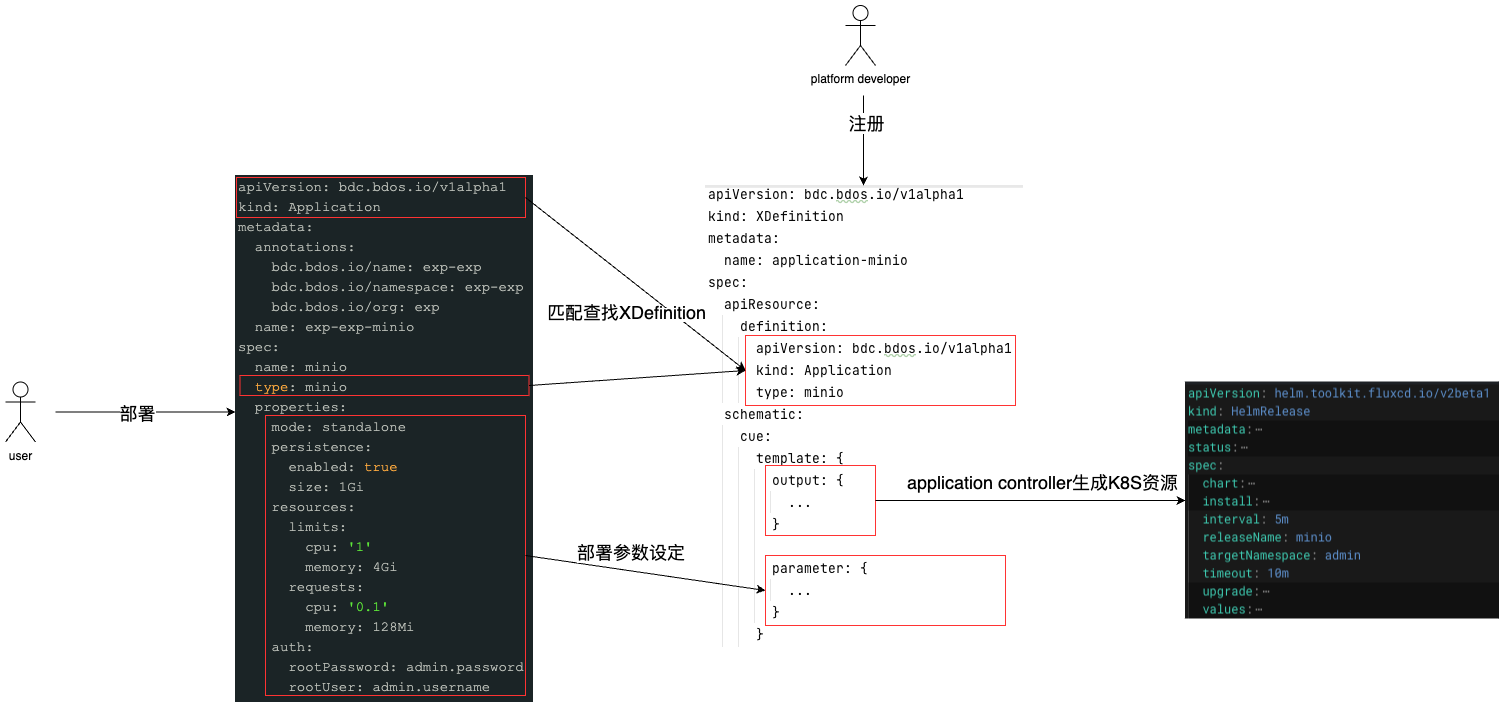 platform developer
注册
user
部署
apiVersion: bdc.bdos.io/v1alpha1
kind: Application
metadata:
  annotations:
    bdc.bdos.io/name: exp-exp
    bdc.bdos.io/namespace: exp-exp
    bdc.bdos.io/org: exp
  name: exp-exp-minio
spec:
  name: minio
  type: minio
  properties:
    mode: standalone
    persistence:
      enabled: true
      size: 1Gi
    resources:
      limits:
        cpu: '1'
        memory: 4Gi
      requests:
        cpu: '0.1'
        memory: 128Mi
    auth:
      rootPassword: admin.password
      rootUser: admin.username
匹配查找XDefinition
部署参数设定
apiVersion: bdc.bdos.io/v1alpha1
kind: XDefinition
metadata:
  name: application-minio
spec:
  apiResource:
    definition:
      apiVersion: bdc.bdos.io/v1alpha1
      kind: Application
      type: minio
  schematic:
    cue:
      template: {
        output: {
          ...
        }
        parameter: {
          ...
        }
      }
application controller生成K8S资源
apiVersion: helm.toolkit.fluxcd.io/v2beta1
kind: HelmRelease
metadata:⋯
status:⋯
spec:
  chart:⋯
  install:⋯
  interval: 5m
  releaseName: minio
  targetNamespace: admin
  timeout: 10m
  upgrade:⋯
  values:⋯